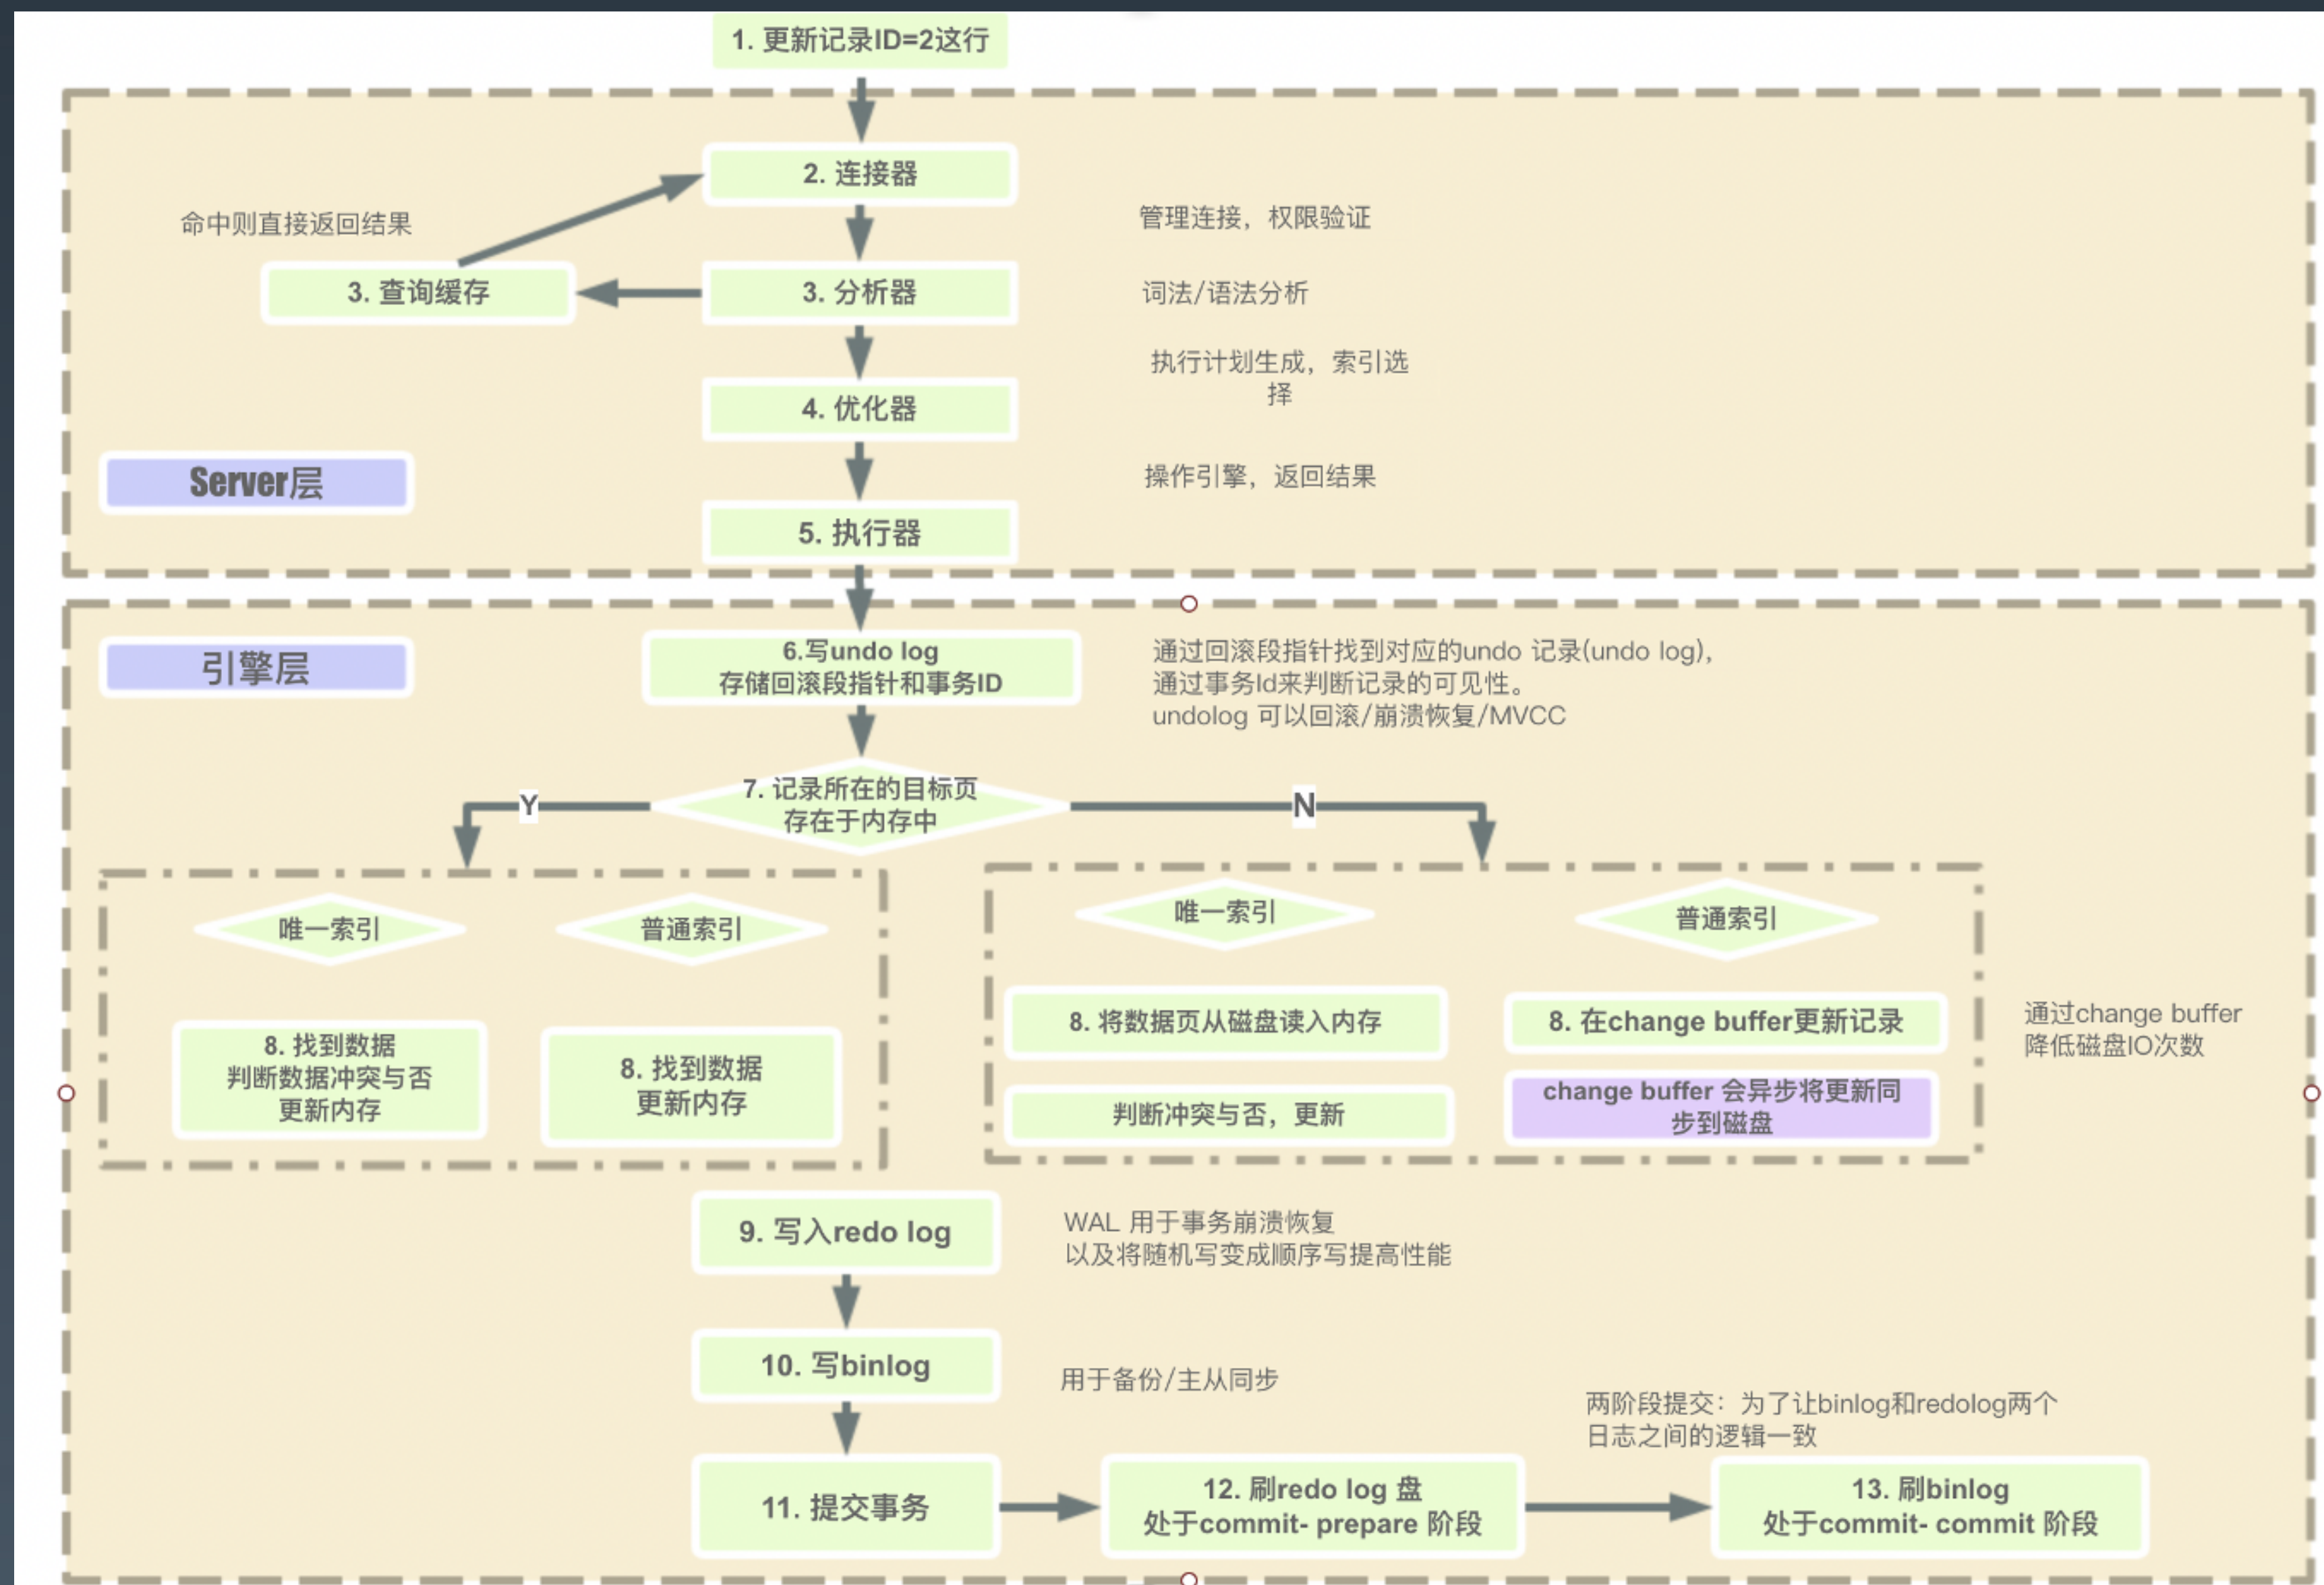 1. 更新记录ID=2这行
2. 连接器
命中则直接返回结果
管理连接，权限验证
3. 查询缓存
3. 分析器
词法/语法分析
执行计划生成，索引选
择
4. 优化器
Server层
操作引擎，返回结果
5. 执行器
引擎层
6.写undo log
存储回滚段指针和事务ID
通过回滚段指针找到对应的undo 记录(undo log),
通过事务Id来判断记录的可见性。
undolog 可以回滚/崩溃恢复/MVCC
7. 记录所在的目标页
存在于内存中
Y
N
唯一索引
普通索引
唯一索引
普通索引
8. 找到数据
判断数据冲突与否
更新内存
8. 找到数据
更新内存
8. 将数据页从磁盘读入内存
判断冲突与否，更新
8. 在change buffer更新记录
change buffer 会异步将更新同
步到磁盘
通过change buffer
降低磁盘IO次数
9. 写入redo log
WAL 用于事务崩溃恢复
以及将随机写变成顺序写提高性能
10. 写binlog
用于备份/主从同步
两阶段提交：为了让binlog和redolog两个
日志之间的逻辑一致
11. 提交事务
12. 刷redo log 盘
处于commit- prepare 阶段
13. 刷binlog
处于commit- commit 阶段